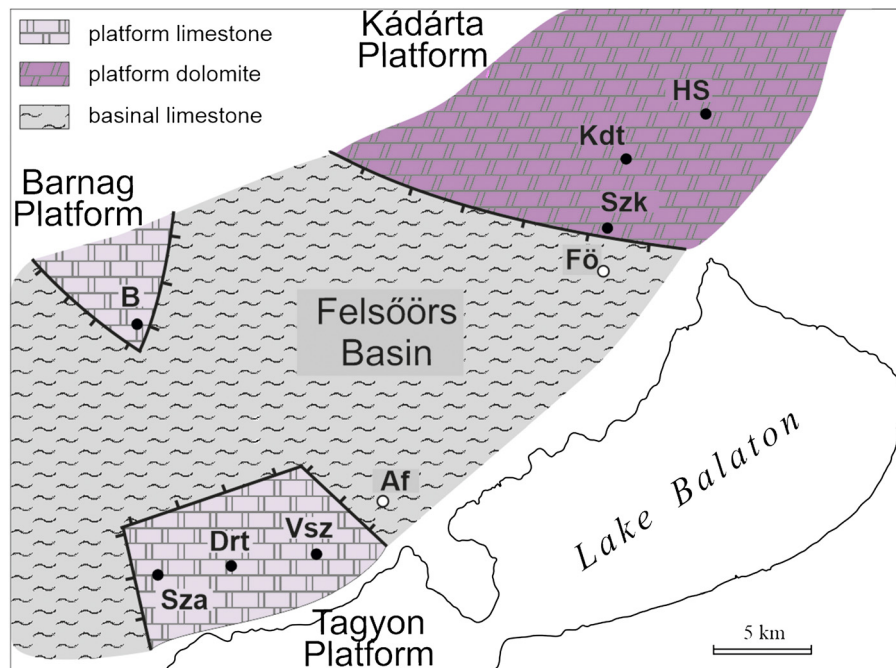 platform limestone
platform dolomite
basinal limestone
Kádárta
Platform
HS
Kdt
Szk
Fö
Barnag
Platform
B
Felsőörs
Basin
Af
Vsz
Drt
Sza
Tagyon
Platform
Lake Balaton
5 km